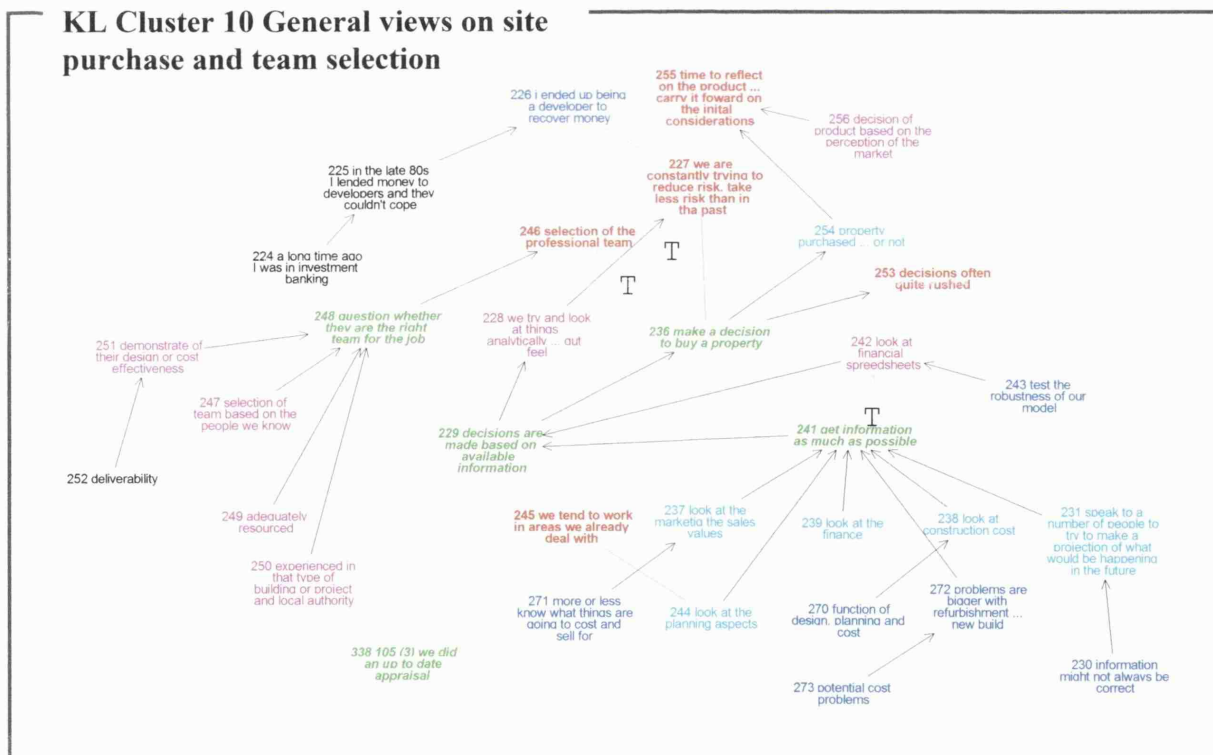 KL Cluster 10 General views on site
purchase and team selection
226 i ended up being
a developer to
recover money
255 time to reflect
on the product ...
carry it foward on
the inital
considerations
256 decision of
product based on the
perception of the
market
225 in the late 80s
I lended money to
developers and they
couldn't cope
227 we are
constantly trying to
reduce risk, take
less risk than in
tha past
246 selection of the
professional team
254 property
purchased ... or not
224 a long time ago
I was in investment
banking
T
T
253 decisions often
quite rushed
248 question whether
they are the right
team for the job
228 we try and look
at things
analytically ... gut
feel
236 make a decision
to buy a property
251 demonstrate of
their design or cost
effectiveness
242 look at
financial
spredsheets
243 test the
robustness of our
model
247 selection of
team based on the
people we know
T
229 decisions are
made based on
available
information
241 get information
as much as possible
252 deliverability
249 adequately
resourced
245 we tend to work
in areas we already
deal with
237 look at the
marketig the sales
values
239 look at the
finance
238 look at
construction cost
231 speak to a
number of people to
try to make a
projection of what
would be happening
in the future
250 experienced in
that type of
building or project
and local authority
271 more or less
know what things are
going to cost and
sell for
244 look at the
planning aspects
270 function of
design, planning and
cost
272 problems are
bigger with
refurbishment ...
new build
338 105 (3) we did
an up to date
appraisal
273 potential cost
problems
230 information
might not always be
correct